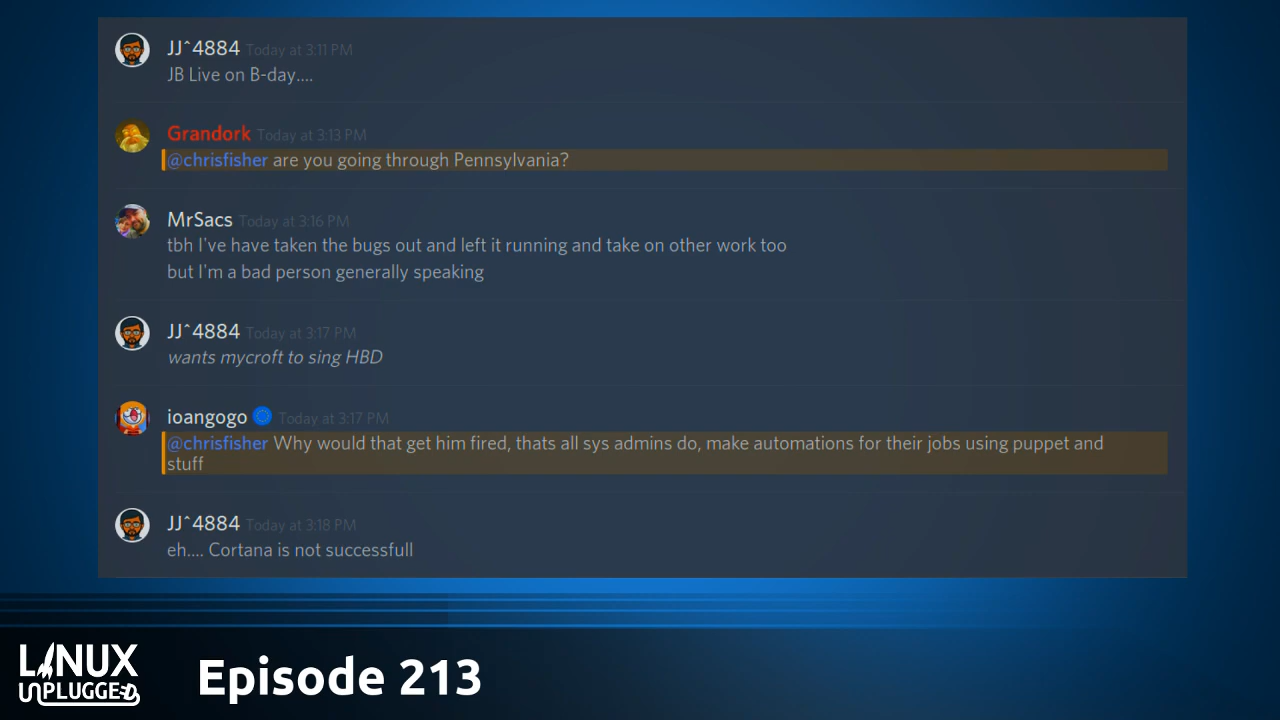 JJ^4884 Today at 3:11 PM
JB Live on B-day....
Grandork Today at 3:13 PM
@chrisfisher are you going through Pennsylvania?
MrSacs Today at 3:16 PM
tbh I've have taken the bugs out and left it running and take on other work too
but I'm a bad person generally speaking
JJ^4884 Today at 3:17 PM
wants mycroft to sing HBD
ioangogo Today at 3:17 PM
@chrisfisher Why would that get him fired, thats all sys admins do, make automations for their jobs using puppet and
stuff
JJ^4884 Today at 3:18 PM
eh.... Cortana is not successfull
LINUX
UNPLUGGED
Episode 213